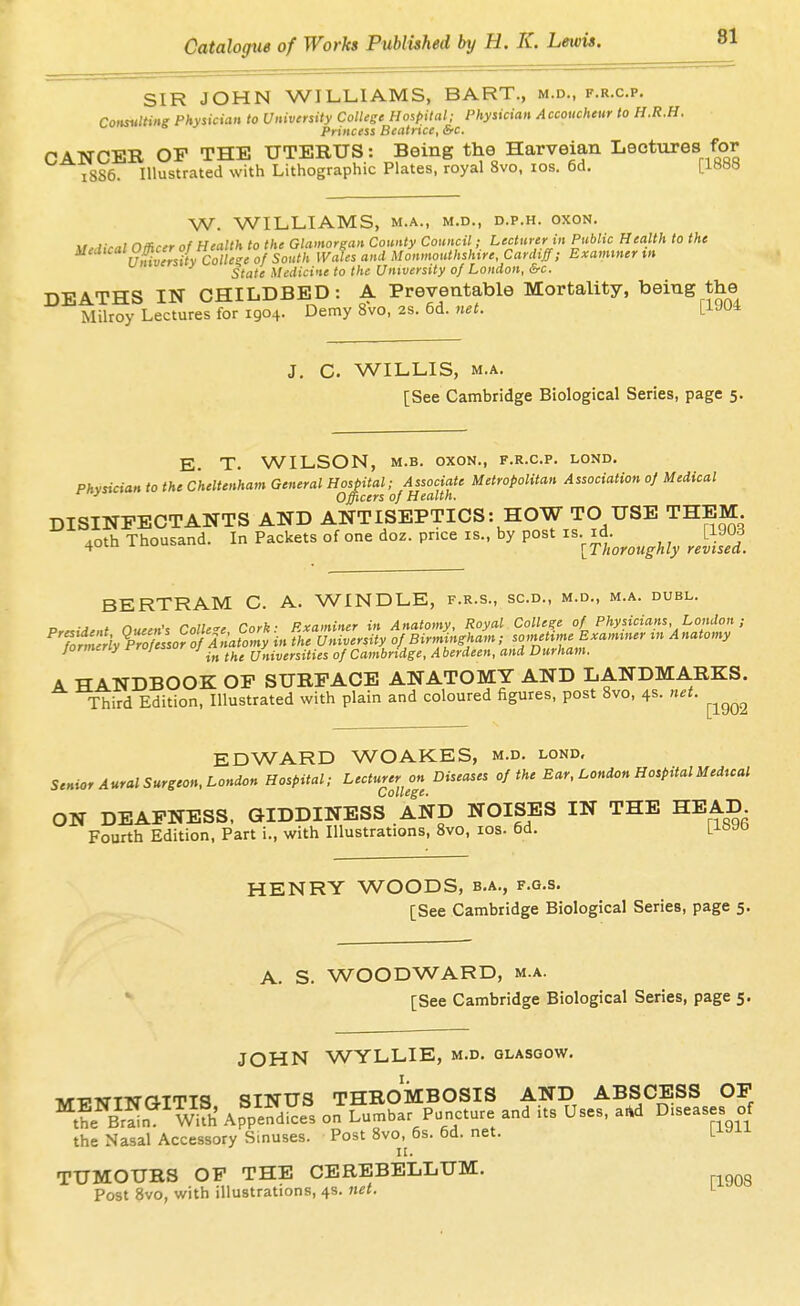 Catalogue of Works Published by H. K. Lewis. 81
SIR JOHN WILLIAMS, BART., M.D., F.R.C.P.
Consulting Physician to University College Hospital; Physician Accoucheur to H.R.H.
Princess Beatrice, &c.
CANCER OF THE UTERUS: Being the Harveian Lectures for
1886. Illustrated with Lithographic Plates, royal 8vo, 10s. 6d. [1888
W. WILLIAMS, M.A., M.D., D.P.H. OXON.
Medical Officer of Health to the Glamorgan County Council; Lecturer in Public Health to the
University College of South Wales and Monmouthshire, Cardiff; Examiner in
State Medicine to the University of London, &c.
DEATHS IN CHILDBED: A Preventable Mortality, being the
Milroy Lectures for 1904. Demy 8vo, 2s. 6d. net. [1904
J. C. WILLIS, M.A.
[See Cambridge Biological Series, page 5.
E. T. WILSON, M.B. OXON., F.R.C.P. LOND.
Physician to the Cheltenham General Hospital; Associate Metropolitan Association of Medical
Officers of Health.
DISINFECTANTS AND ANTISEPTICS: HOW TO USE THEM.
40th Thousand. In Packets of one doz. price 1s., by post 1s. 1d. [1903
[Thoroughly revised.
BERTRAM C. A. WINDLE, F.R.S., SC.D., M.D., M.A. DUBL.
President, Queen's College, Cork; Examiner in Anatomy, Royal College of Physicians, London;
formerly Professor of Anatomy in the University of Birmingham; sometime Examiner in Anatomy
in the Universities of Cambridge, Aberdeen, and Durham.
A HANDBOOK OF SURFACE ANATOMY AND LANDMARKS.
Third Edition, Illustrated with plain and coloured figures, post 8vo, 4s. net.
[1902
EDWARD WOAKES, M.D. LOND,
Senior Aural Surgeon, London Hospital; Lecturer on Diseases of the Ear, London Hospital Medical
College.
ON DEAFNESS, GIDDINESS AND NOISES IN THE HEAD.
Fourth Edition, Part i., with Illustrations, 8vo, 10s. 6d. [1896
HENRY WOODS, B.A., F.G.S.
[See Cambridge Biological Series, page 5.
A. S. WOODWARD, M.A.
[See Cambridge Biological Series, page 5.
JOHN WYLLIE, M.D. GLASGOW.
I.
MENINGITIS, SINUS THROMBOSIS AND ABSCESS OF
the Brain. With Appendices on Lumbar Puncture and its Uses, and Diseases of
the Nasal Accessory Sinuses. Post 8vo, 6s. 6d. net. [1911
II.
TUMOURS OF THE CEREBELLUM.
Post 8vo, with illustrations, 4s. net. [1908